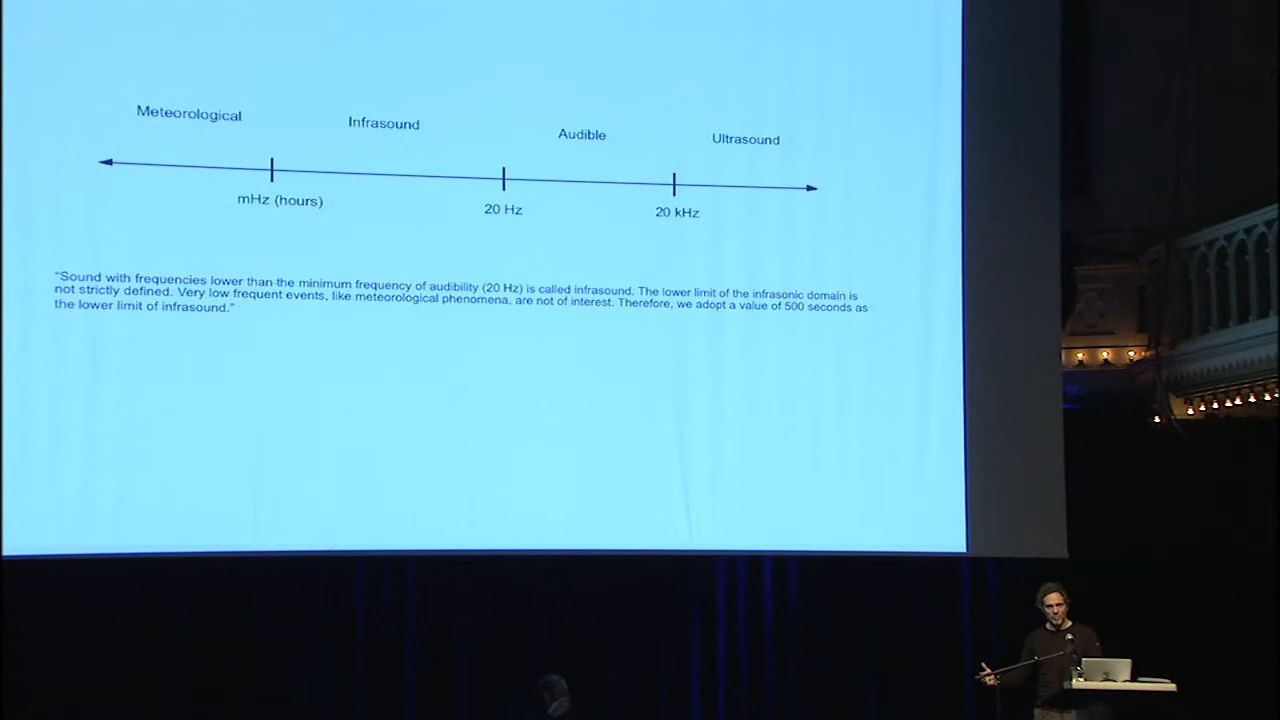 Meteorological
Infrasound
Audible
Ultrasound
mHz (hours)
20 Hz
20 kHz
"Sound with frequencies lower than the minimum frequency of audibility (20 Hz) is called infrasound. The lower limit of the infrasonic domain is
not strictly defined. Very low frequent events, like meteorological phenomena, are not of interest. Therefore, we adopt a value of 500 seconds as
the lower limit of infrasound."